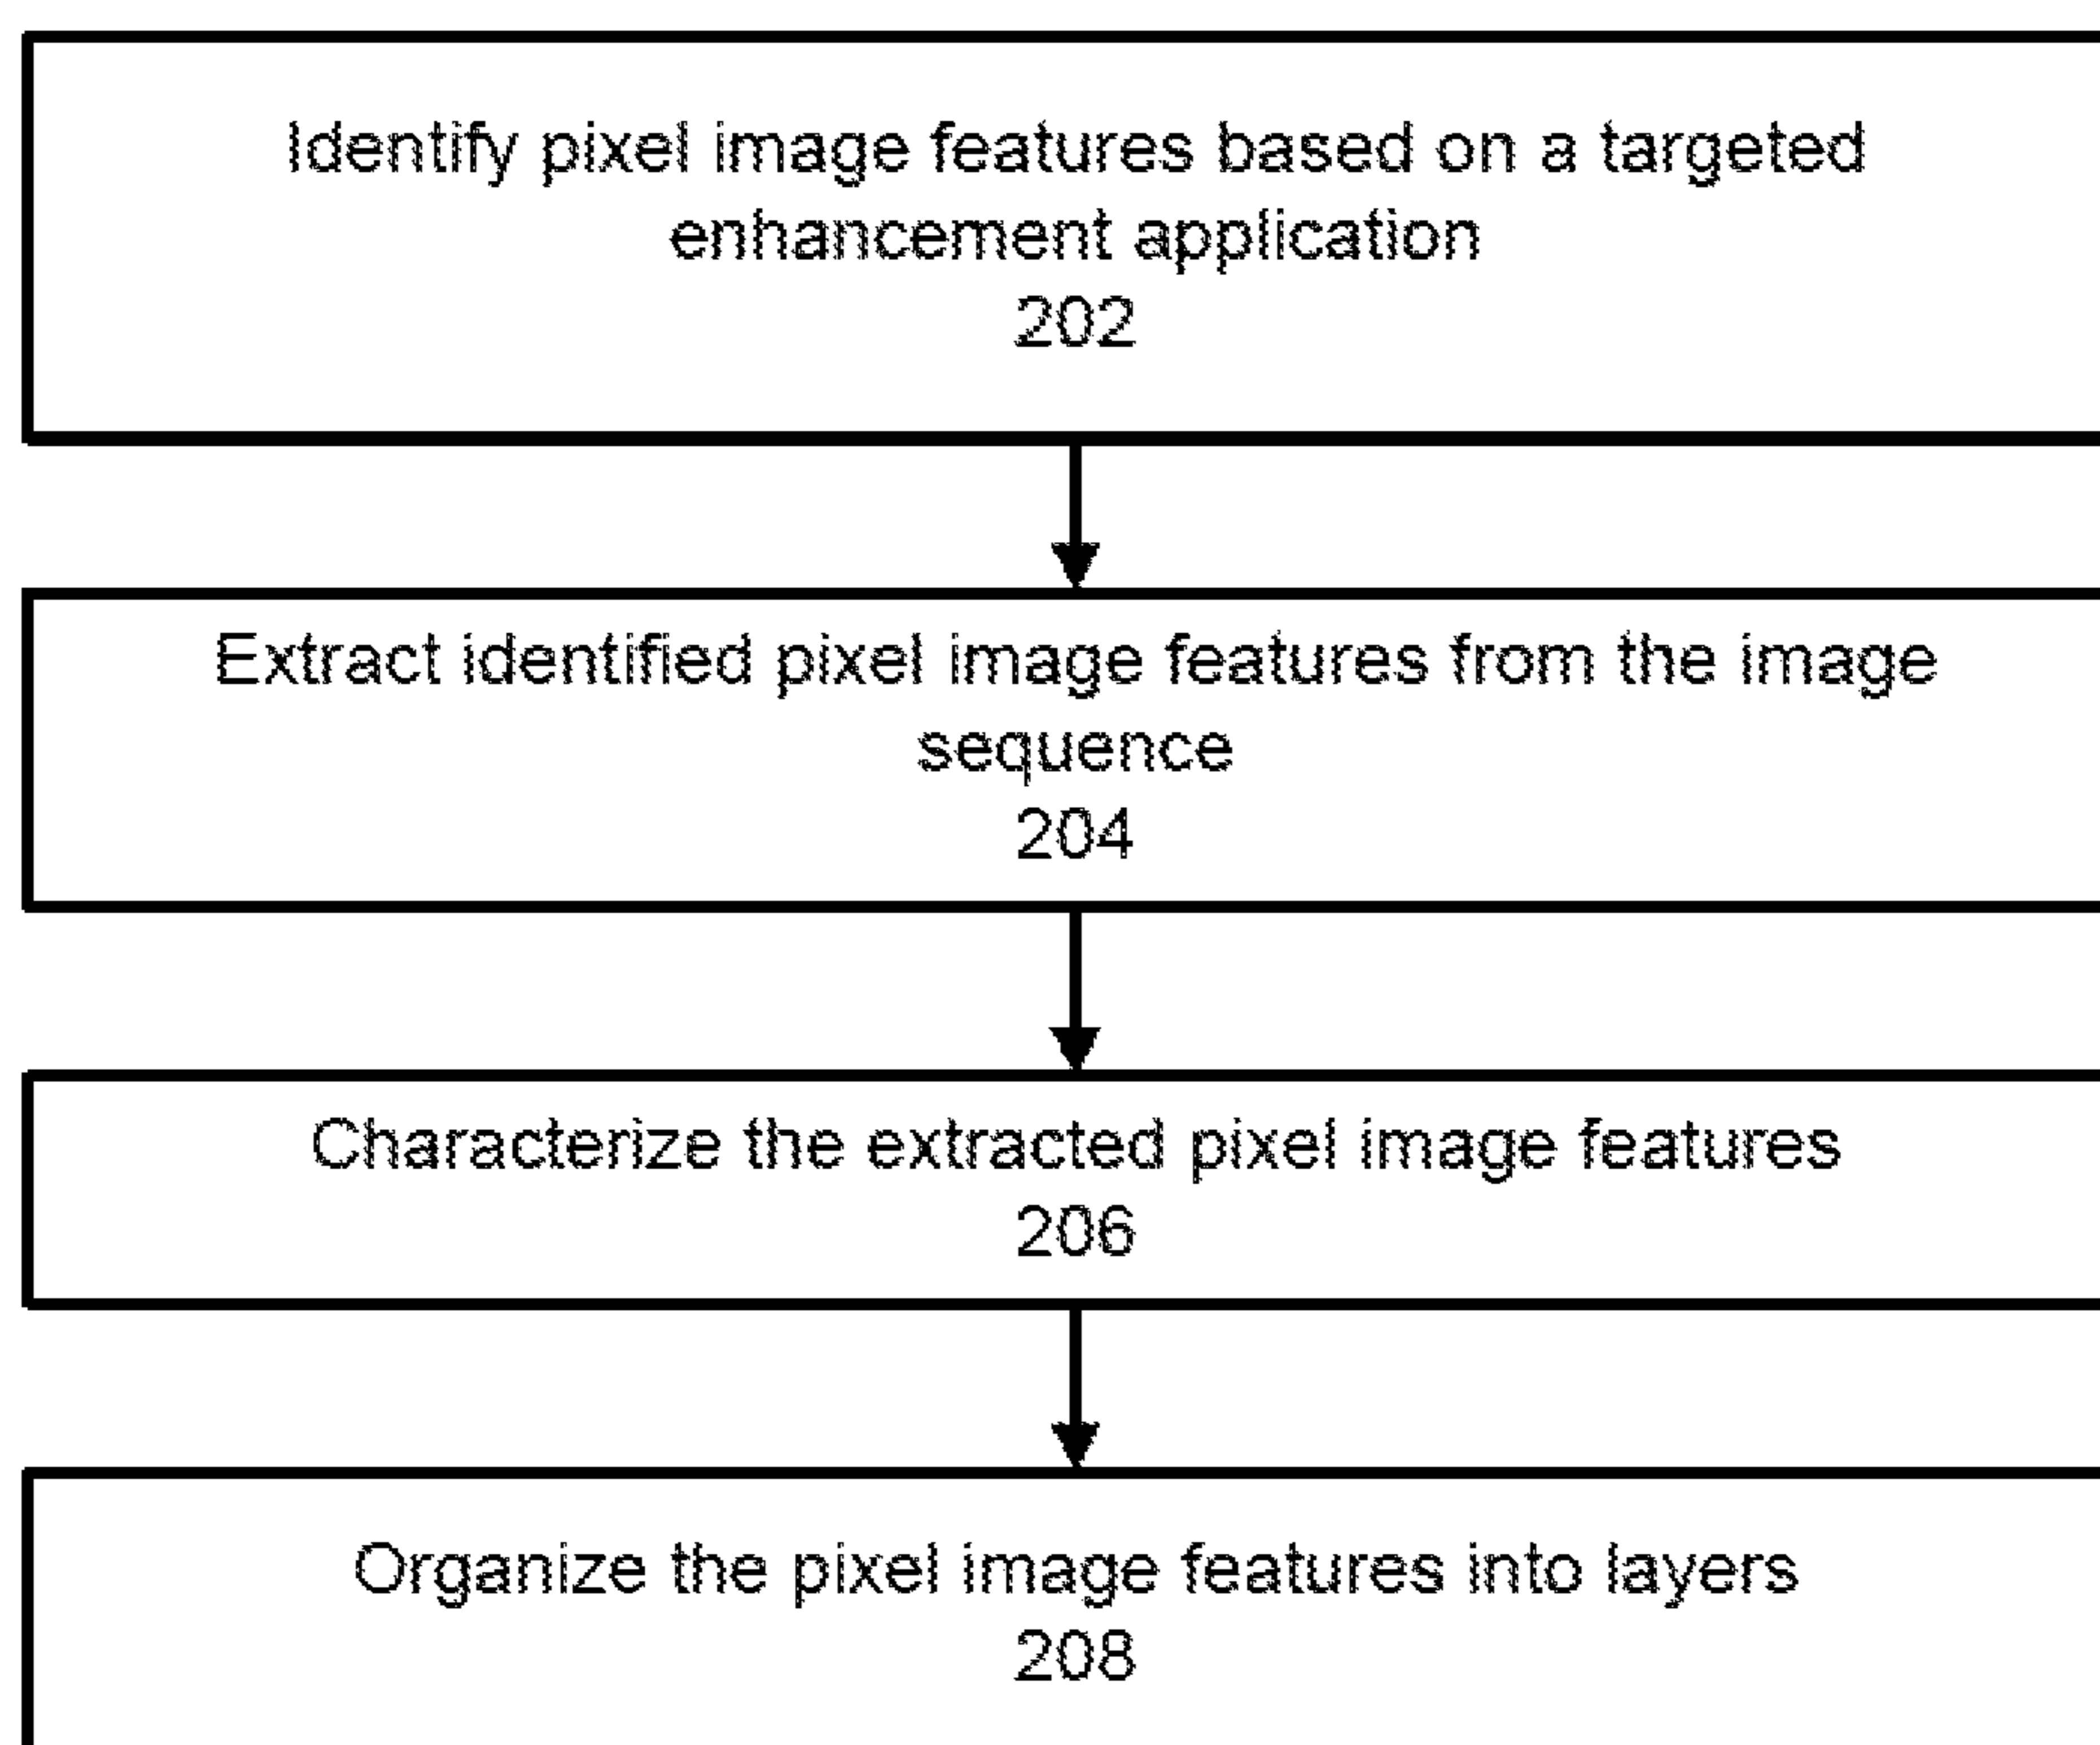 Identify pixel image features based on a targeted
enhancement application
202
Extract identified pixel image features from the image
sequence
204
Characterize the extracted pixel image features
206
Organize the pixel image features into layers
208